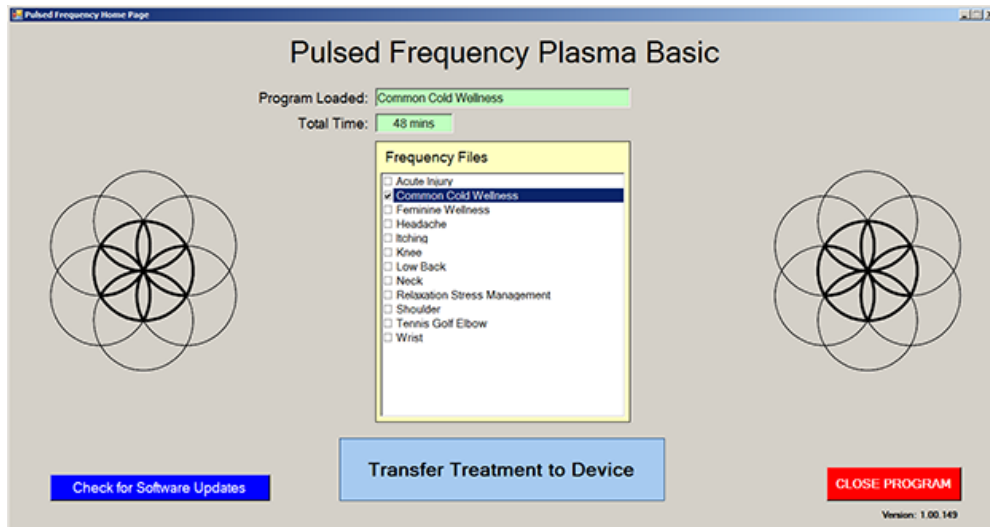 Pulsed Frequency Home Page
Pulsed Frequency Plasma Basic
Program Loaded: Common Cold Wellness
Total Time: 48 mins
Frequency Files
Acute Injury
Common Cold Wellness
Feminine Wellness
Headache
Itching
Knee
Low Back
Neck
Relaxation Stress Management
Shoulder
Tennis Golf Elbow
Wrist
Transfer Treatment to Device
Check for Software Updates
CLOSE PROGRAM
Version: 1.00.149